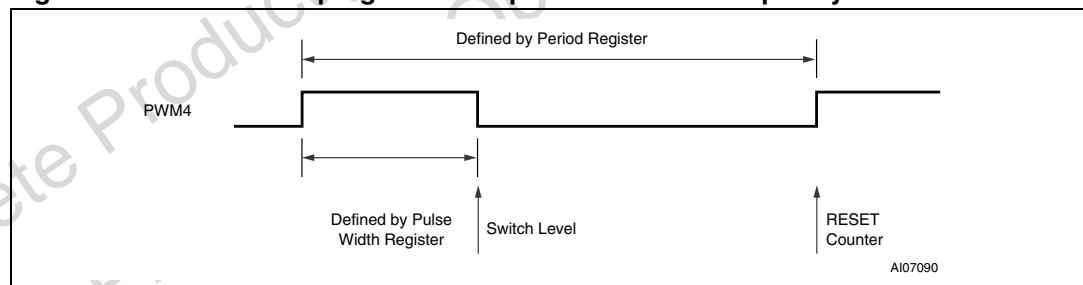 Defined by Period Register
PWM4
Defined by Pulse
Width Register
Switch Level
RESET
Counter
AI07090